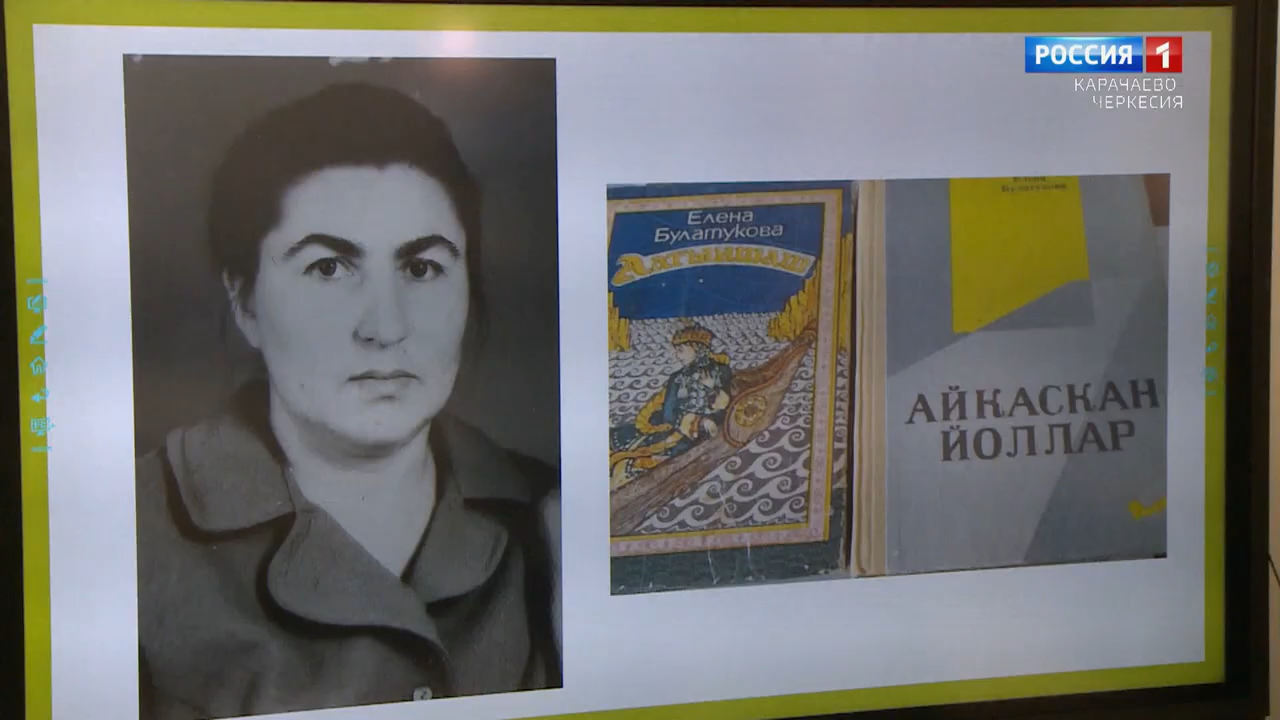 РОССИЯ 1
КАРАЧАЕВО
ЧЕРКЕСИЯ
Елена
Булатукова
АЙКАСКАН
ЙОЛЛАР